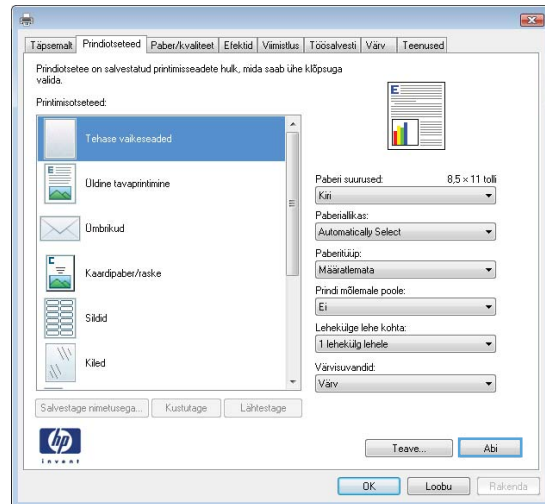 Täpsemalt Prindiotseteed Paber/kvaliteet Efektid Viimistlus Töösalvesti Värv Teenused
Prindiotsetee on salvestatud printimisseadete hulk, mida saab ühe klõpsuga
valida.
Printimisotseteed:
Tehase vaikeseaded
Üldine tavaprintimine
Ümbrikud
Kaardipaber/raske
Sildid
Kiled
Salvestage nimetusega... Kustutage Lähtestage
E
Paberi suurused: 8,5 × 11 tolli
Kiri
Paberiallikas:
Automatically Select
Paberitüüp:
Määratlemata
Prindi mõlemale poole:
Ei
Lehekülge lehe kohta:
1 lehekülg lehele
Värvisuvandid:
Värv
hp
invent
Teave... Abi
OK Loobu Rakenda